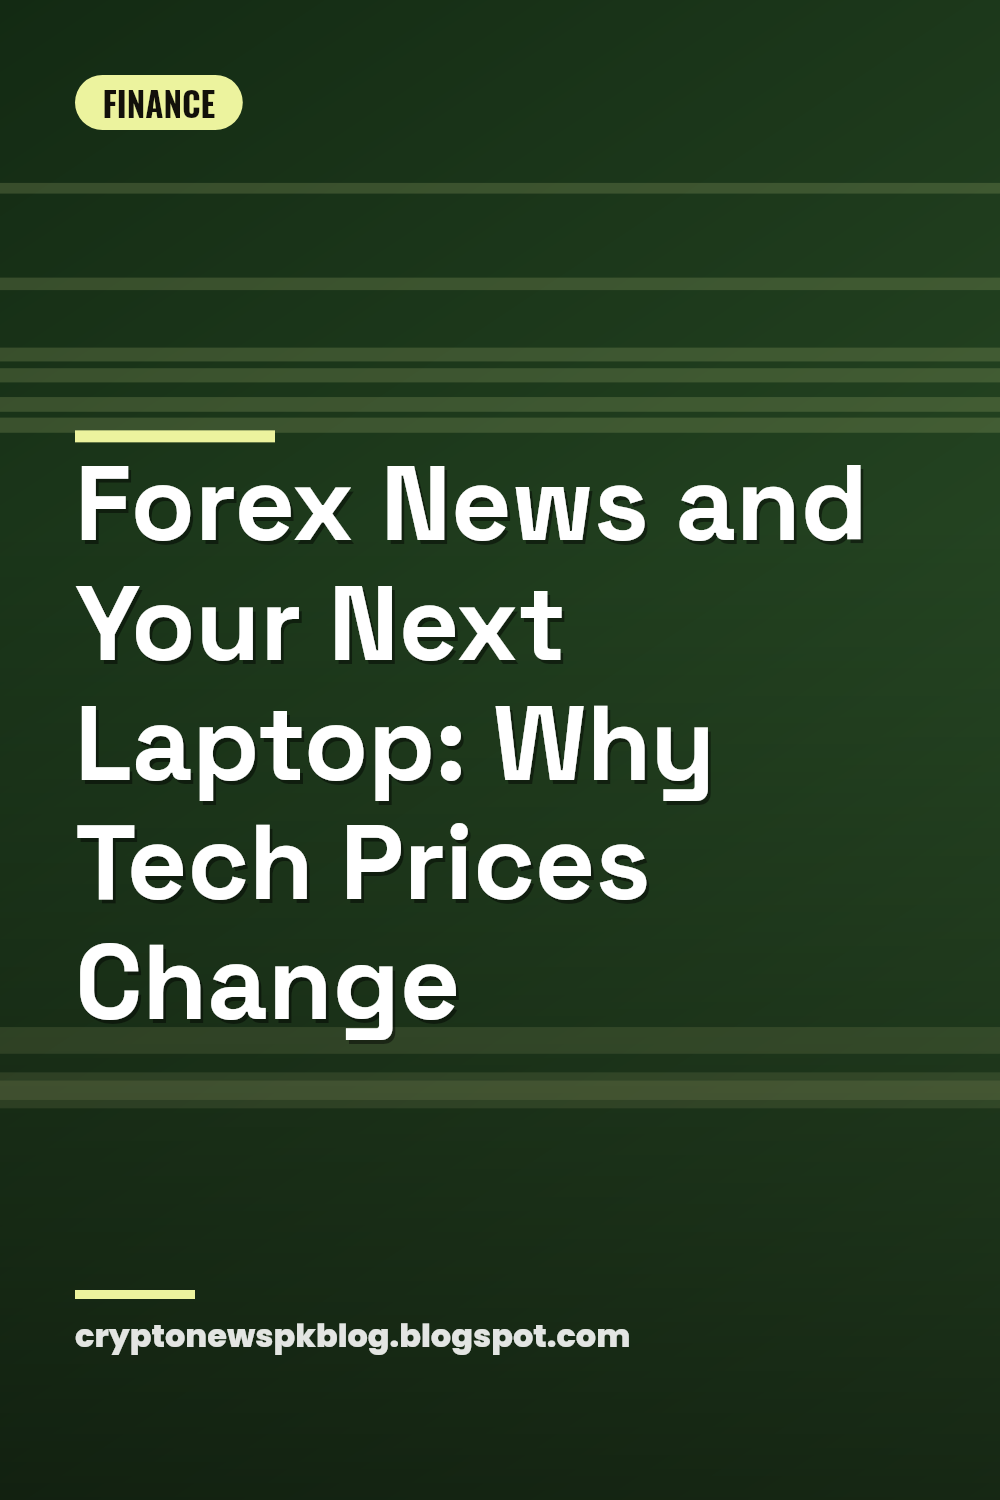 FINANCE
Forex News and
Your Next
Laptop: Why
Tech Prices
Change
cryptonewspkblog.blogspot.com